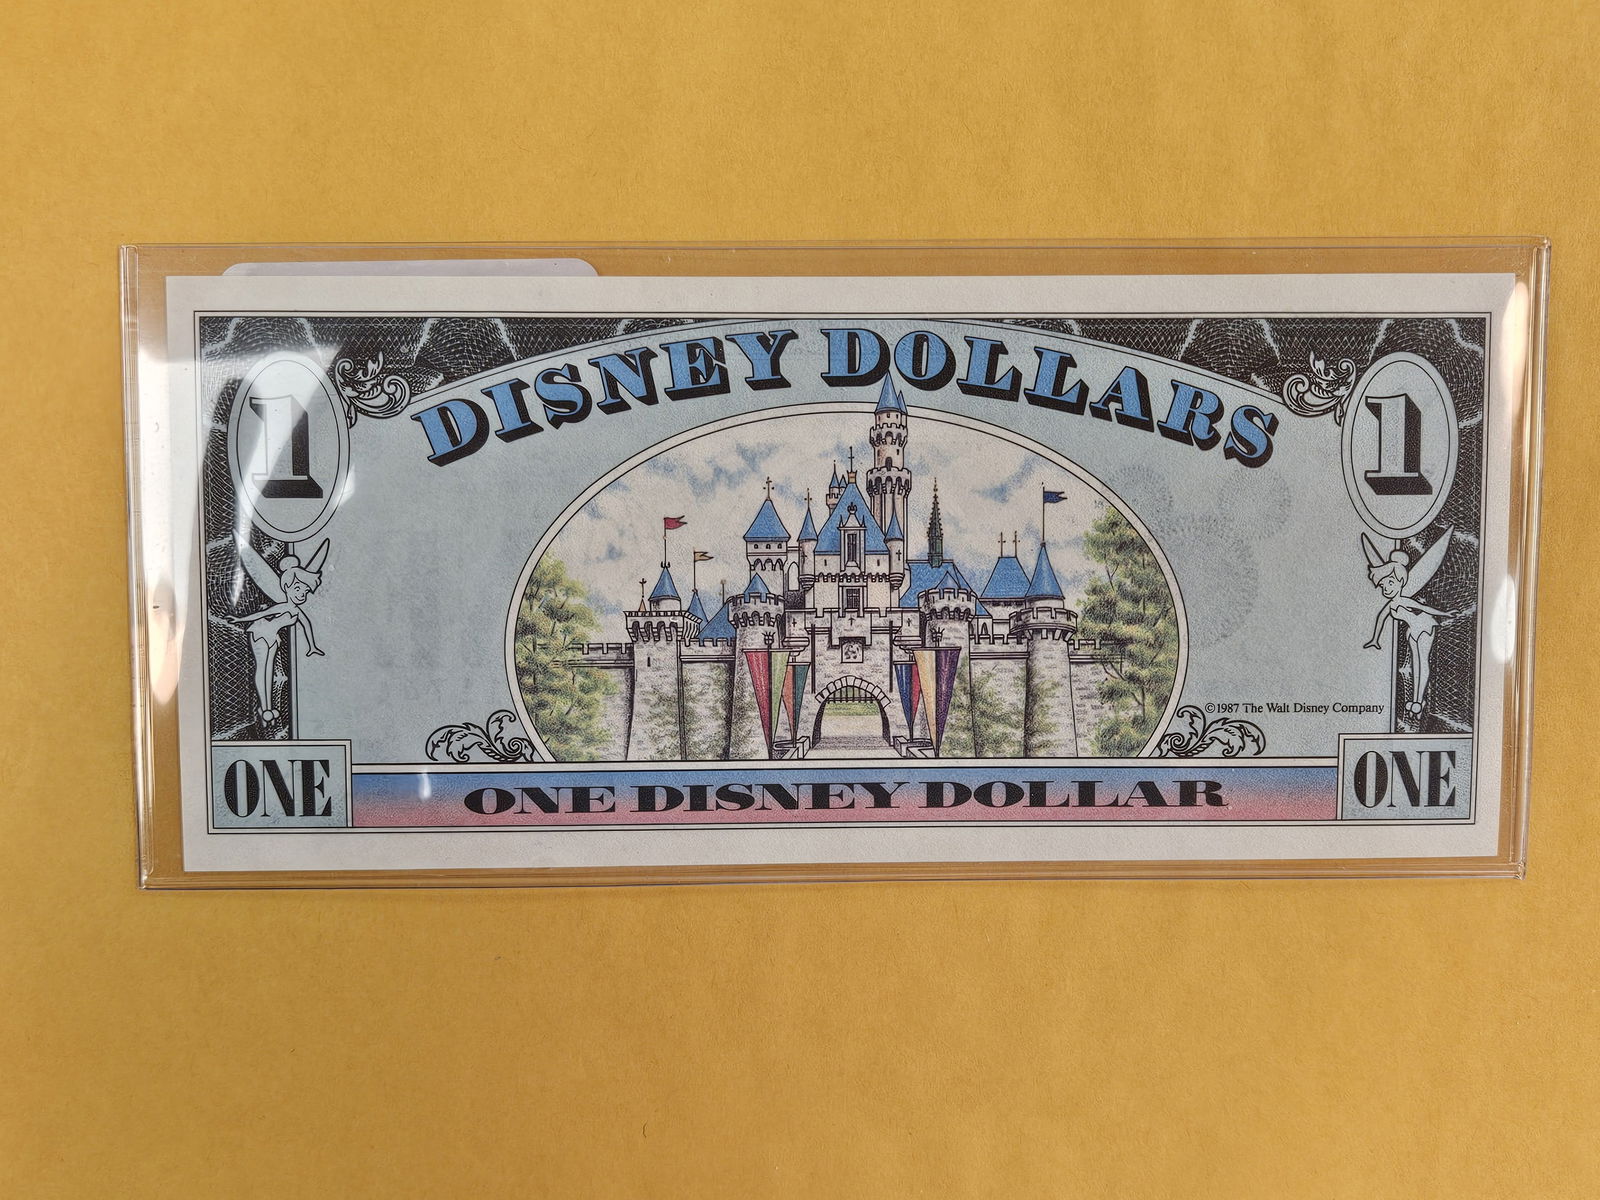 DISNEY DOLLARS
1
1
©1987 The Walt Disney Company
ONE
ONE DISNEY DOLLAR
ONE